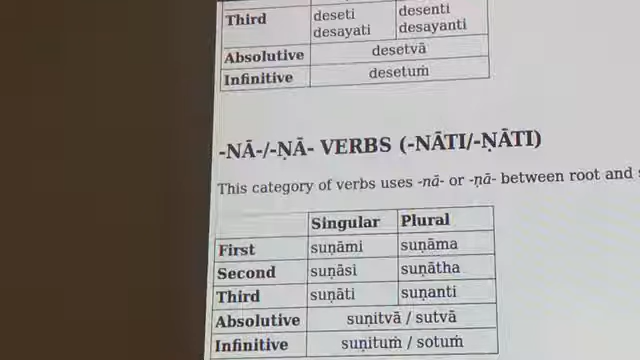 Third deseti desenti
desayati desayanti
Absolutive desetvā
Infinitive desetuṁ
-NĀ-/-ṆĀ- VERBS (-NĀTI/-ṆĀTI)
This category of verbs uses -nā- or -ṇā- between root and
Singular Plural
First suṇāmi suṇāma
Second suṇāsi suṇātha
Third suṇāti suṇanti
Absolutive suṇitvā / sutvā
Infinitive suṇituṁ / sotuṁ